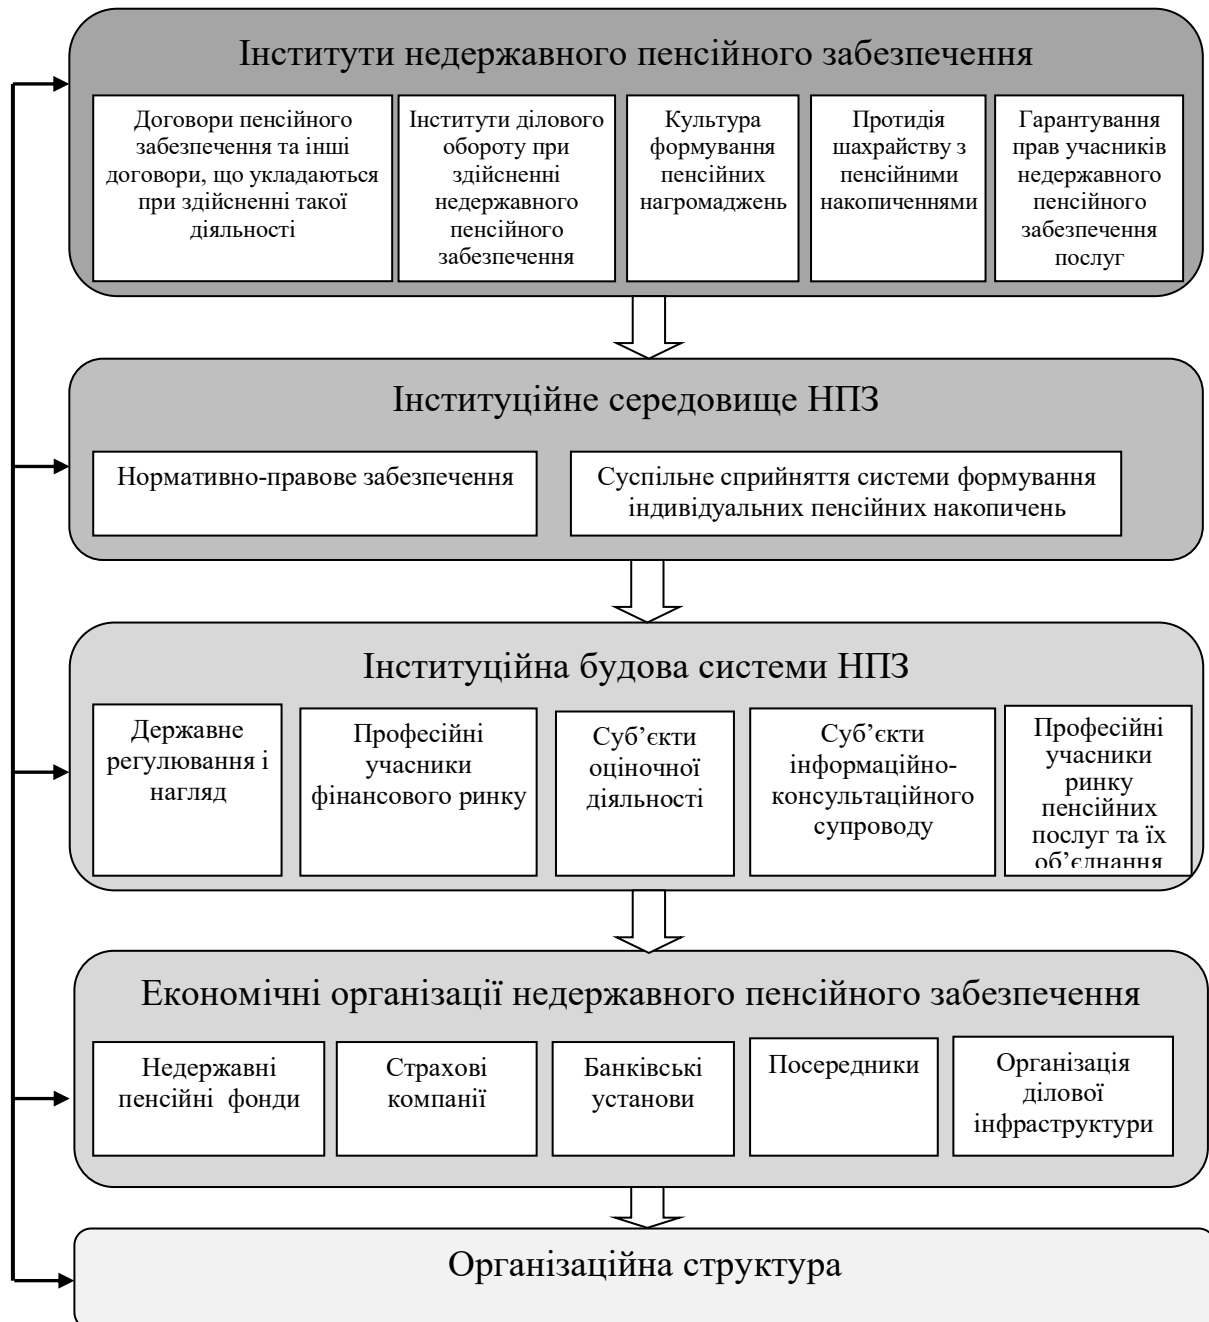 Інститути недержавного пенсійного забезпечення
Договори пенсійного
забезпечення та інші
договори, що укладаються
при здійсненні такої
діяльності
Інститути ділового
обороту при
здійсненні
недержавного
пенсійного
забезпечення
Культура
формування
пенсійних
нагромаджень
Протидія
шахрайству з
пенсійними
накопиченнями
Гарантування
прав учасників
недержавного
пенсійного
забезпечення
послуг
Інституційне середовище НПЗ
Нормативно-правове забезпечення
Суспільне сприйняття системи формування
індивідуальних пенсійних накопичень
Інституційна будова системи НПЗ
Державне
регулювання і
нагляд
Професійні
учасники
фінансового ринку
Суб’єкти
оціночної
діяльності
Суб’єкти
інформаційно-
консультаційного
супроводу
Професійні
учасники
ринку
пенсійних
послуг та їх
об’єднання
Економічні організації недержавного пенсійного забезпечення
Недержавні
пенсійні фонди
Страхові
компанії
Банківські
установи
Посередники
Організація
ділової
інфраструктури
Організаційна структура